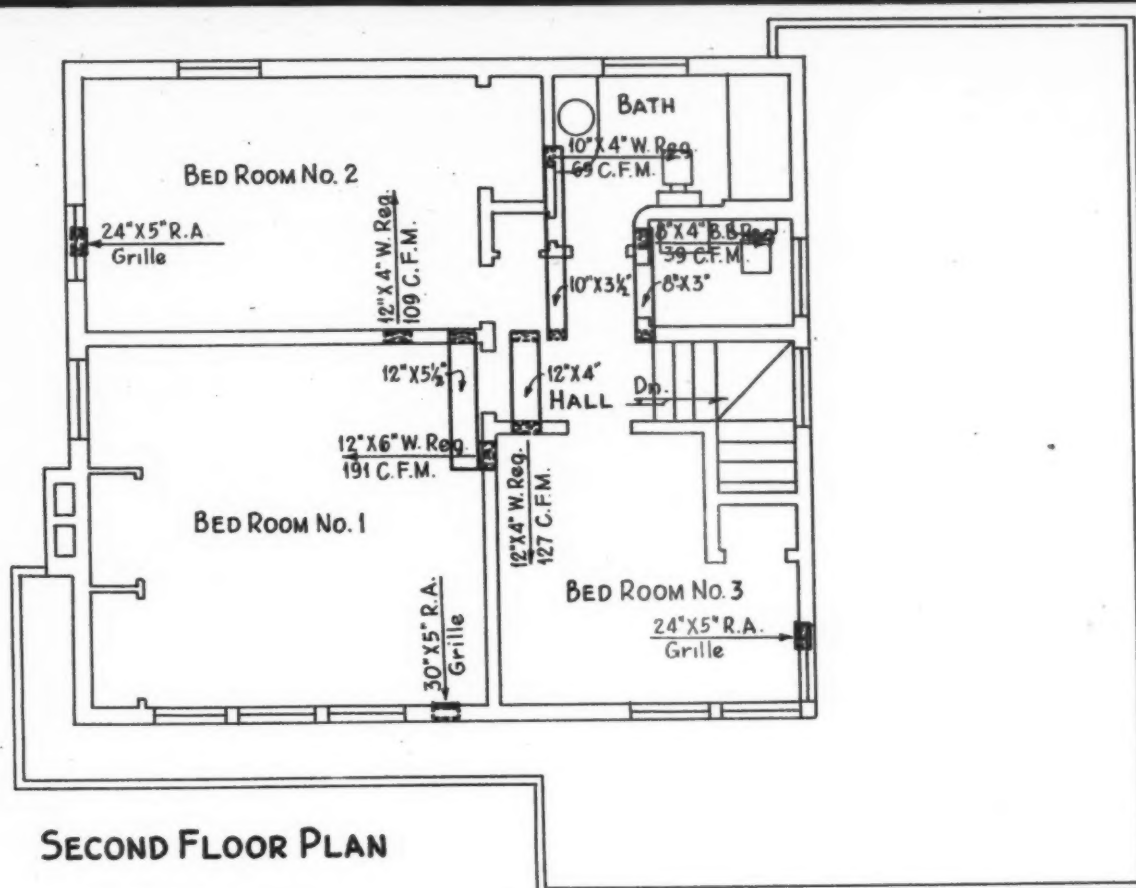 BATH
10"X4" W. Reg.
69 C.F.M.
BED ROOM No. 2
24"X5" R.A
Grille
12"X4" W. Reg.
109 C.F.M.
8"X4" B.B. Reg.
39 C.F.M.
10"X3½"
8"X3"
12"X5½"
12"X4"
HALL
Dn.
12"X6" W. Reg.
191 C.F.M.
BED ROOM No. 1
12"X4" W. Reg.
127 C.F.M.
BED ROOM No. 3
30"X5" R.A.
Grille
24"X5" R.A.
Grille
SECOND FLOOR PLAN